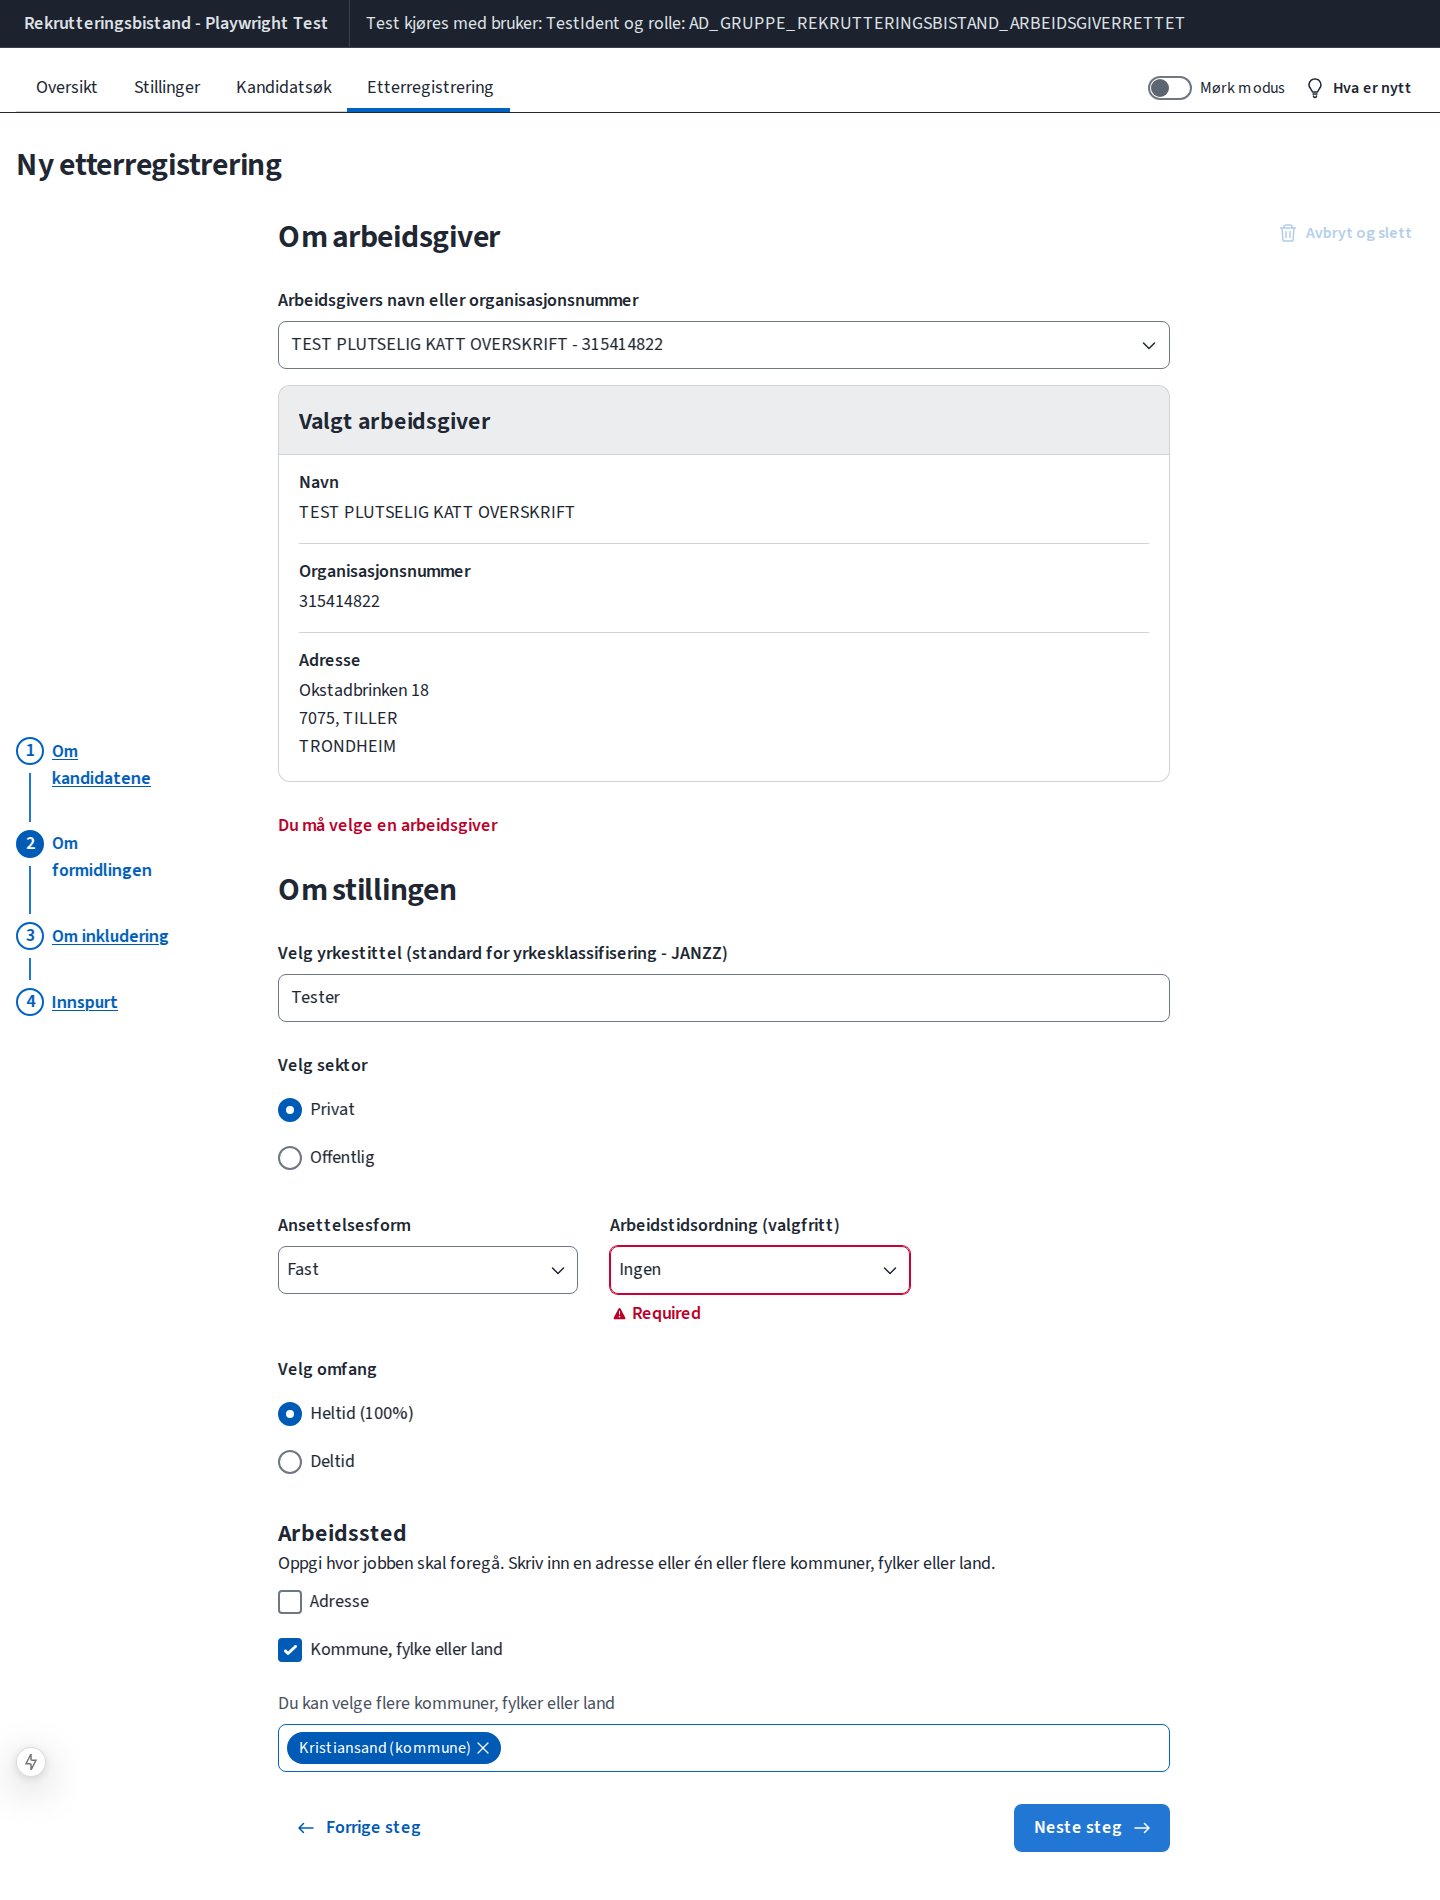 Rekrutteringsbistand - Playwright Test
Test kjøres med bruker: TestIdent og rolle: AD_GRUPPE_REKRUTTERINGSBISTAND_ARBEIDSGIVERRETTET
Oversikt
Stillinger
Kandidatsøk
Etterregistrering
Mørk modus
Hva er nytt
Ny etterregistrering
Om arbeidsgiver
Avbryt og slett
Arbeidsgivers navn eller organisasjonsnummer
TEST PLUTSELIG KATT OVERSKRIFT - 315414822
Valgt arbeidsgiver
Navn
TEST PLUTSELIG KATT OVERSKRIFT
Organisasjonsnummer
315414822
Adresse
Okstadbrinken 18
7075, TILLER
TRONDHEIM
1 Om
kandidatene
2 Om
formidlingen
3 Om inkludering
4 Innspurt
Du må velge en arbeidsgiver
Om stillingen
Velg yrkestittel (standard for yrkesklassifisering - JANZZ)
Tester
Velg sektor
Privat
Offentlig
Ansettelsesform
Fast
Arbeidstidsordning (valgfritt)
Ingen
Required
Velg omfang
Heltid (100%)
Deltid
Arbeidssted
Oppgi hvor jobben skal foregå. Skriv inn en adresse eller én eller flere kommuner, fylker eller land.
Adresse
Kommune, fylke eller land
Du kan velge flere kommuner, fylker eller land
Kristiansand (kommune)
Forrige steg
Neste steg